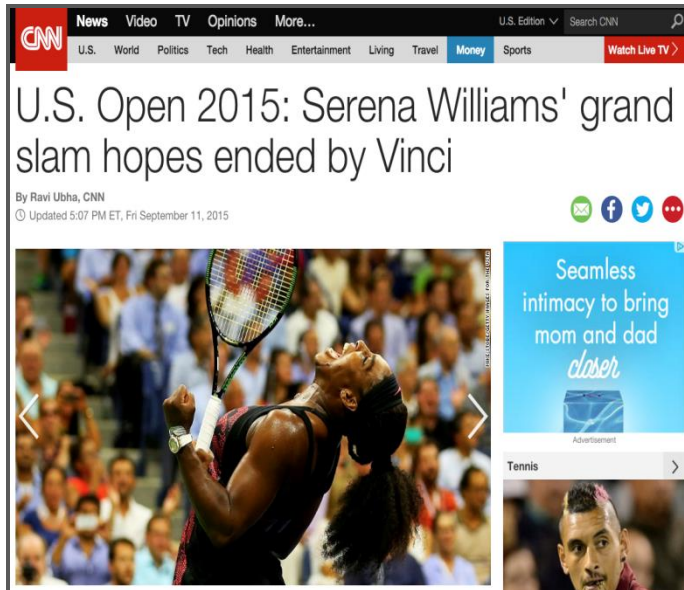 CNN
News Video TV Opinions More...
U.S. Edition
Search CNN
U.S. World Politics Tech Health Entertainment Living Travel Money Sports
Watch Live TV
U.S. Open 2015: Serena Williams' grand
slam hopes ended by Vinci
By Ravi Ubha, CNN
Updated 5:07 PM ET, Fri September 11, 2015
Seamless
intimacy to bring
mom and dad
closer
Advertisement
Tennis